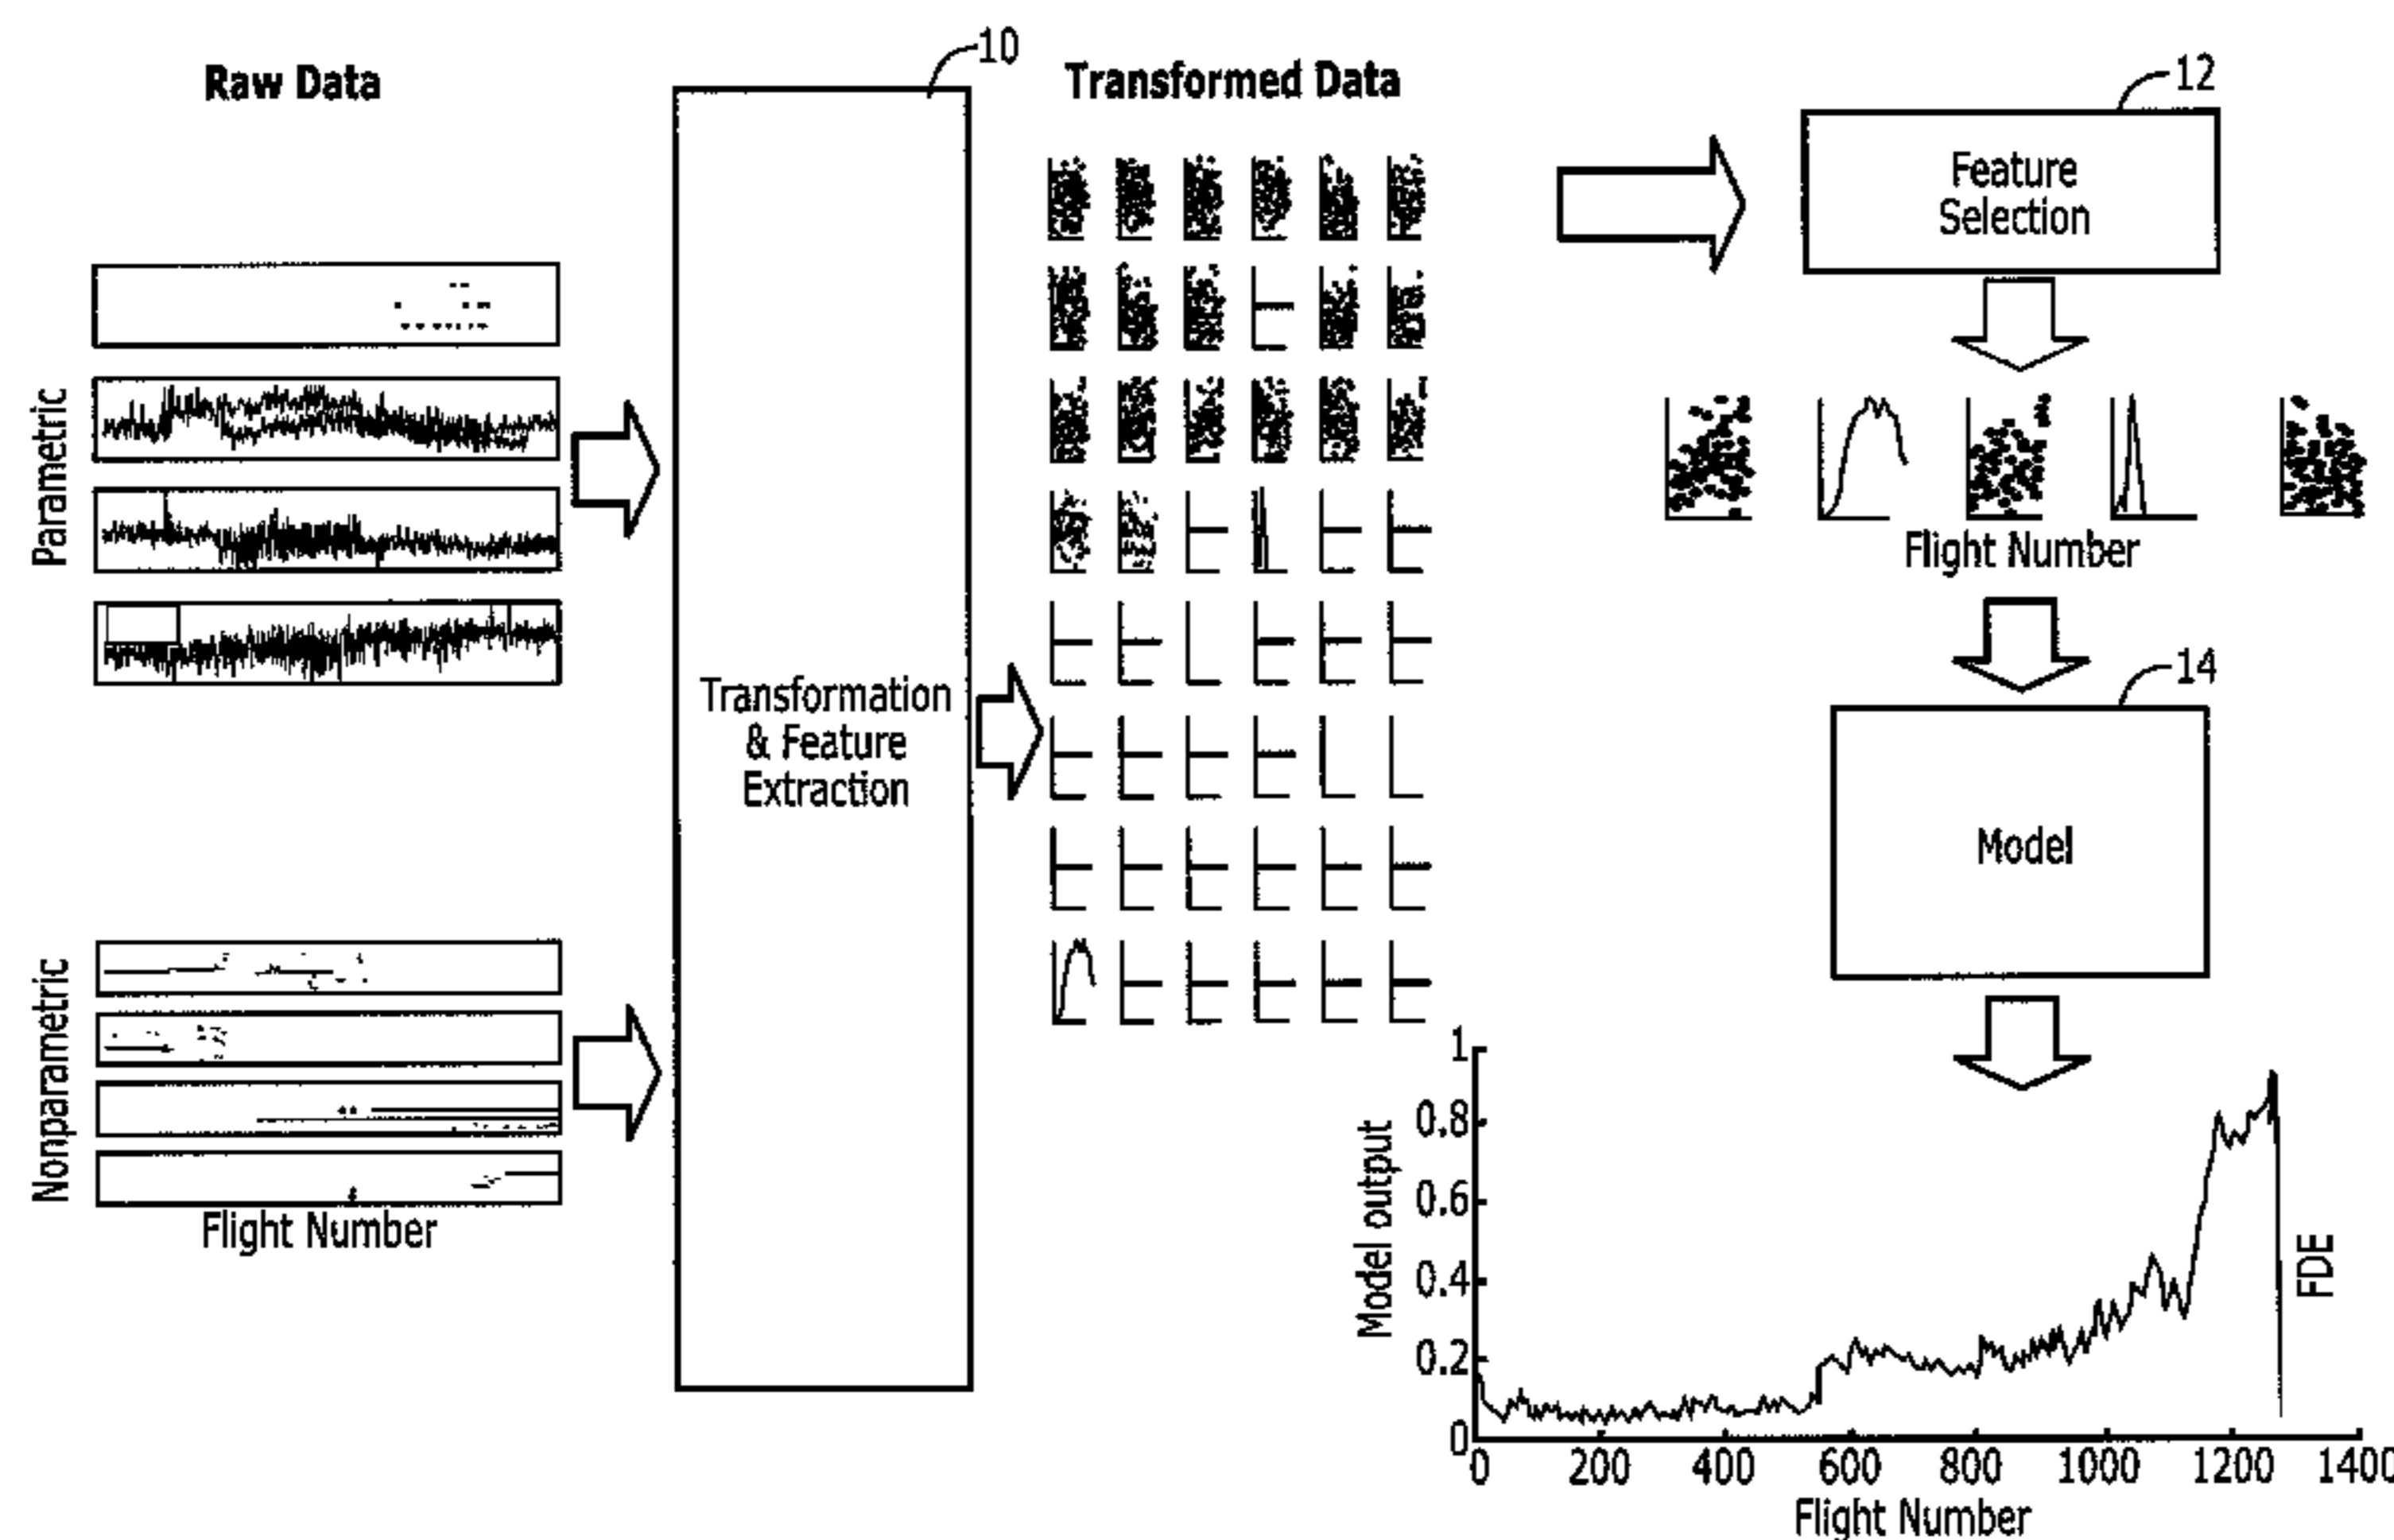 Raw Data
10
Transformed Data
12
Feature
Selection
Parametric
Flight Number
Transformation
& Feature
Extraction
14
Model
Nonparametric
Flight Number
1
0.8
0.6
0.4
0.2
0
Model output
FDE
0 200 400 600 800 1000 1200 1400
Flight Number